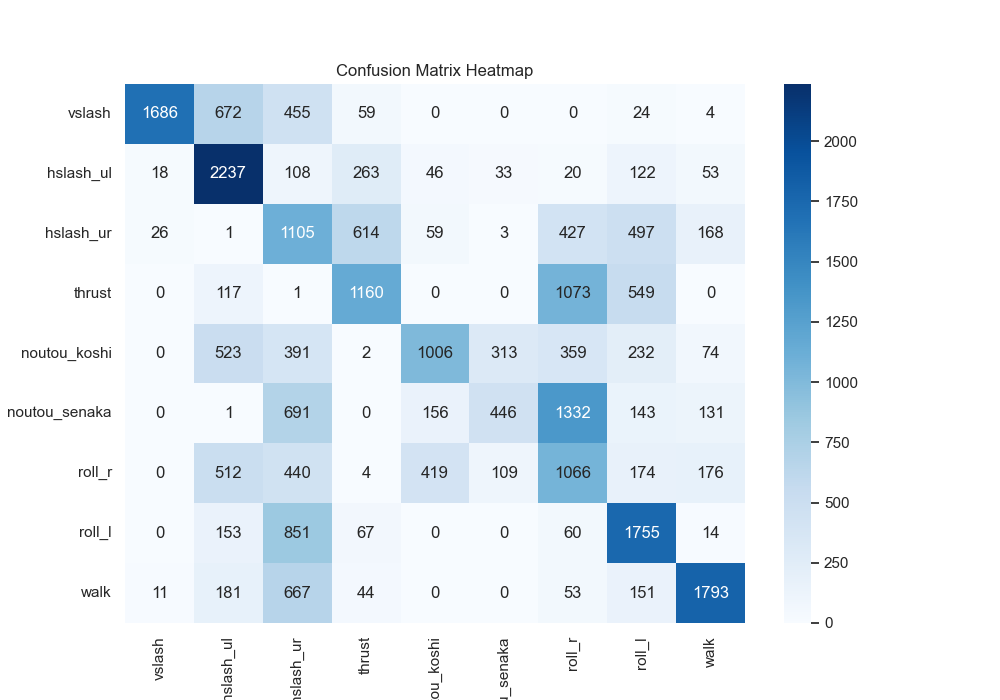 Confusion Matrix Heatmap
vslash 1686 672 455 59 0 0 0 24 4
hslash_ul 18 2237 108 263 46 33 20 122 53
hslash_ur 26 1 1105 614 59 3 427 497 168
thrust 0 117 1 1160 0 0 1073 549 0
noutou_koshi 0 523 391 2 1006 313 359 232 74
noutou_senaka 0 1 691 0 156 446 1332 143 131
roll_r 0 512 440 4 419 109 1066 174 176
roll_l 0 153 851 67 0 0 60 1755 14
walk 11 181 667 44 0 0 53 151 1793
vslash
hslash_ul
hslash_ur
thrust
ou_koshi
u_senaka
roll_r
roll_l
walk
2000
1750
1500
1250
1000
750
500
250
0